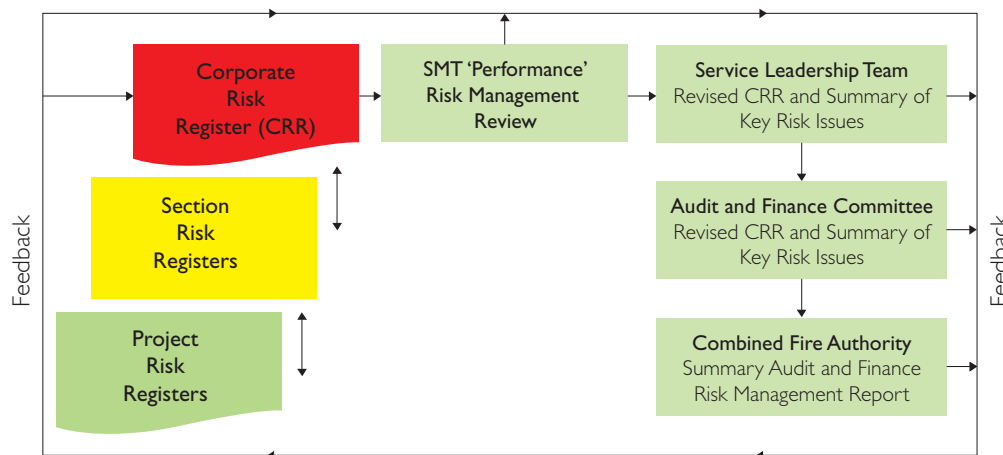 Corporate
Risk
Register (CRR)
SMT ‘Performance’
Risk Management
Review
Service Leadership Team
Revised CRR and Summary of
Key Risk Issues
Section
Risk
Registers
Audit and Finance Committee
Revised CRR and Summary of
Key Risk Issues
Project
Risk
Registers
Combined Fire Authority
Summary Audit and Finance
Risk Management Report
Feedback
Feedback